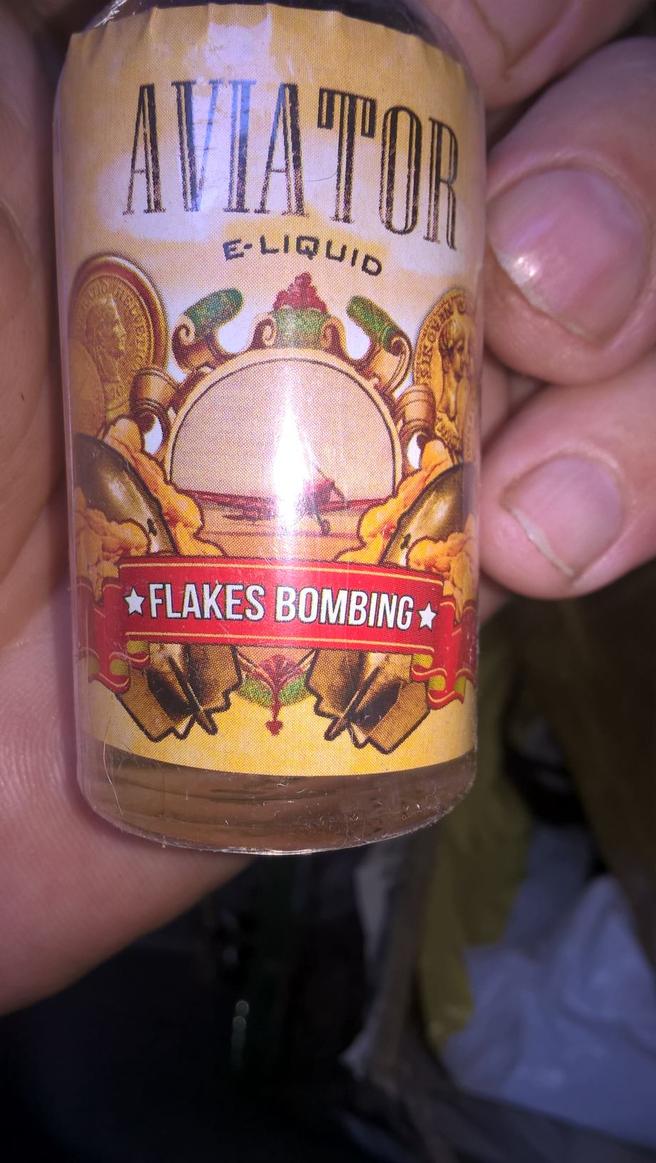 AVIATOR
E-LIQUID
★FLAKES BOMBING★